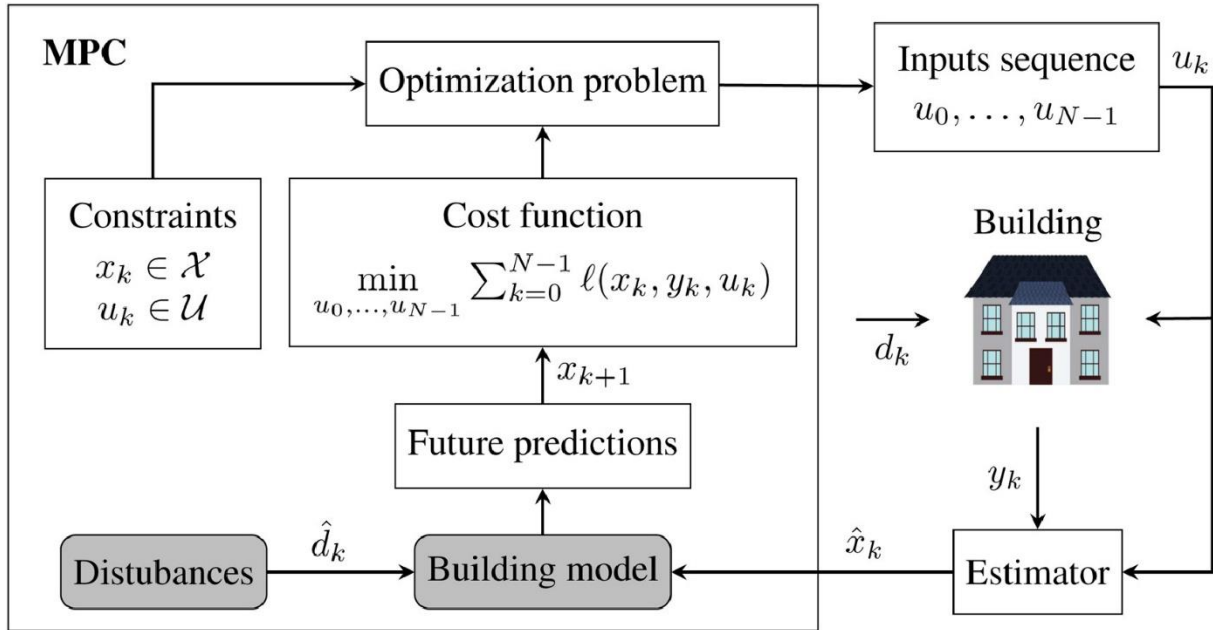 MPC
Optimization problem
Inputs sequence
u_0, . . . , u_{N−1}
u_k
Constraints
x_k ∈ 𝒳
u_k ∈ 𝒰
Cost function
min_{u_0,...,u_{N−1}} ∑_{k=0}^{N−1} ℓ(x_k, y_k, u_k)
Building
d_k
x_{k+1}
Future predictions
y_k
Distubances
d̂_k
Building model
x̂_k
Estimator